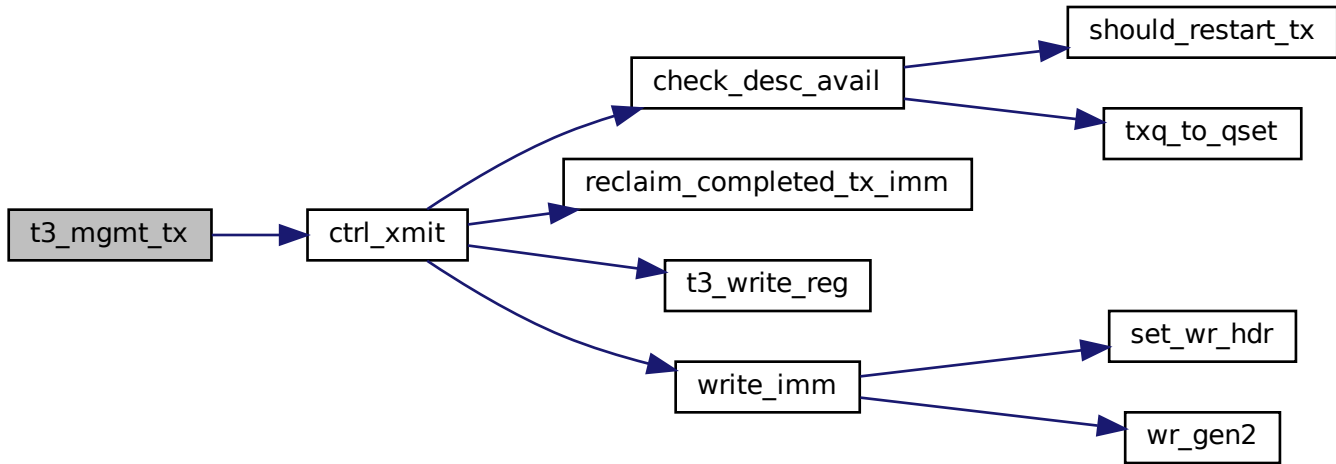 should_restart_tx
check_desc_avail
txq_to_qset
reclaim_completed_tx_imm
t3_mgmt_tx
ctrl_xmit
t3_write_reg
set_wr_hdr
write_imm
wr_gen2